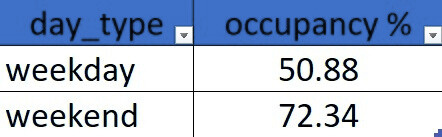 day_type occupancy %
weekday 50.88
weekend 72.34